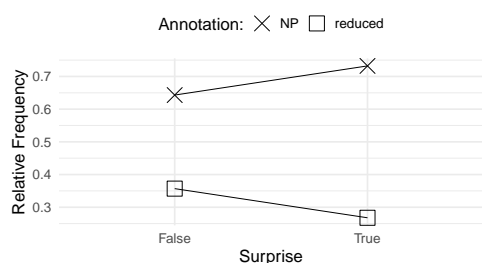 Annotation: NP reduced
0.7
0.6
0.5
0.4
0.3
Relative Frequency
False True
Surprise